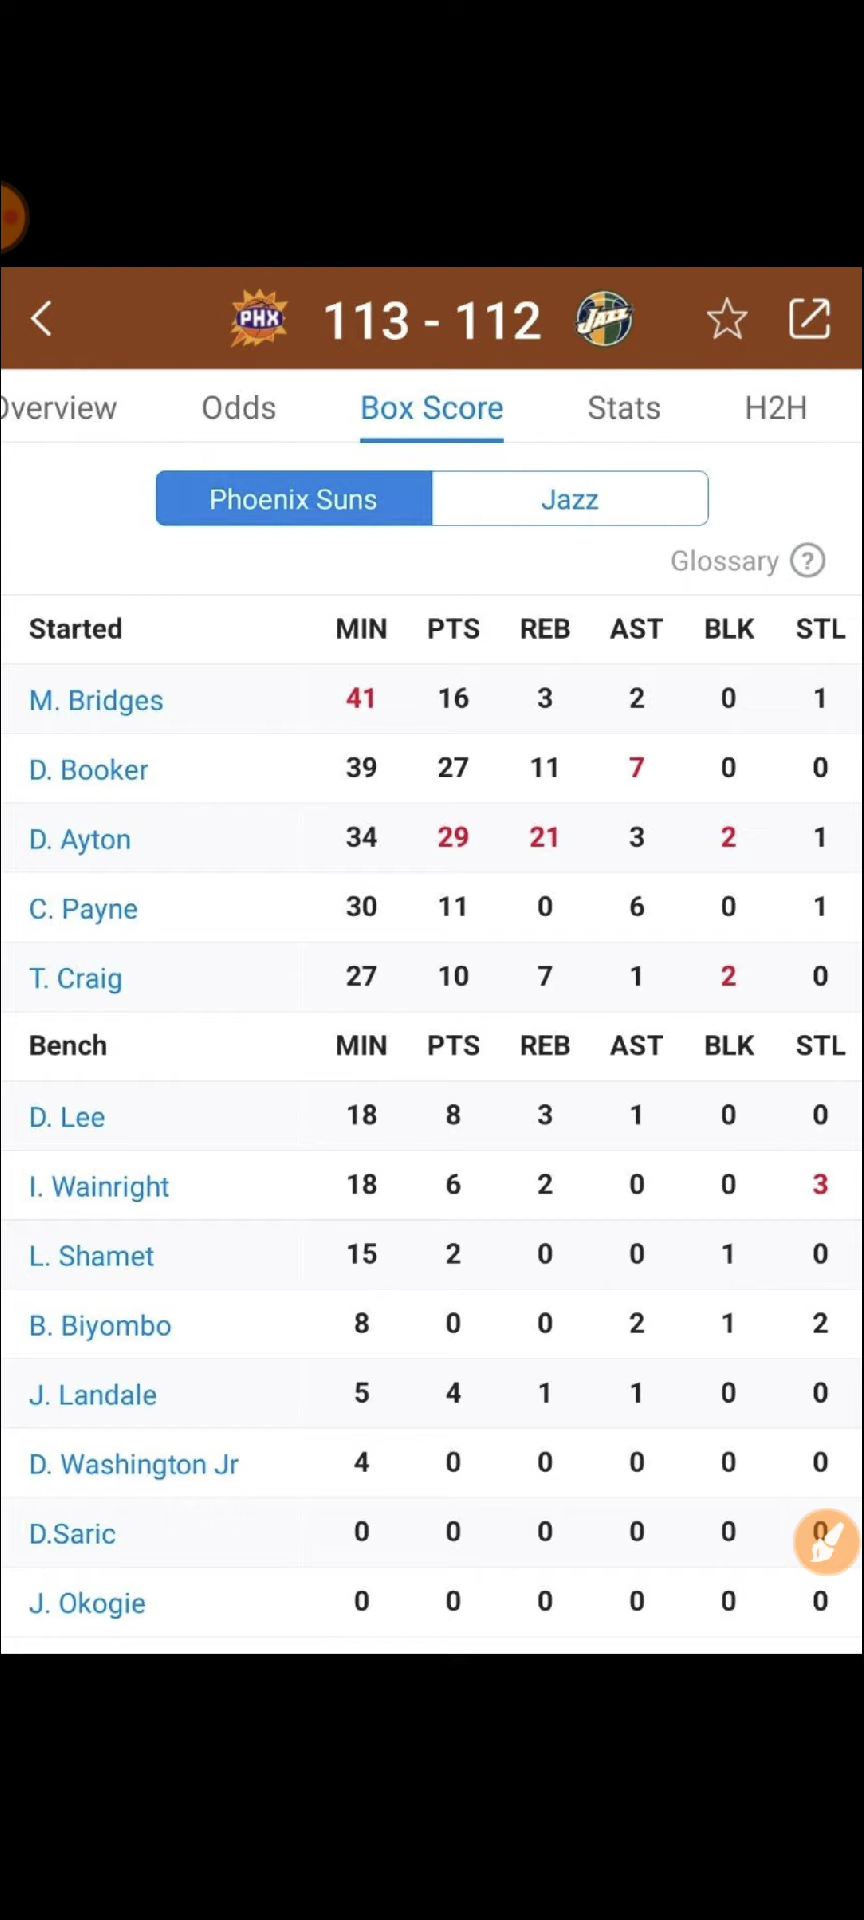 PHX 113 - 112 JAZZ
Overview Odds Box Score Stats H2H
Phoenix Suns Jazz
Glossary ?
Started MIN PTS REB AST BLK STL
M. Bridges 41 16 3 2 0 1
D. Booker 39 27 11 7 0 0
D. Ayton 34 29 21 3 2 1
C. Payne 30 11 0 6 0 1
T. Craig 27 10 7 1 2 0
Bench MIN PTS REB AST BLK STL
D. Lee 18 8 3 1 0 0
I. Wainright 18 6 2 0 0 3
L. Shamet 15 2 0 0 1 0
B. Biyombo 8 0 0 2 1 2
J. Landale 5 4 1 1 0 0
D. Washington Jr 4 0 0 0 0 0
D.Saric 0 0 0 0 0 0
J. Okogie 0 0 0 0 0 0